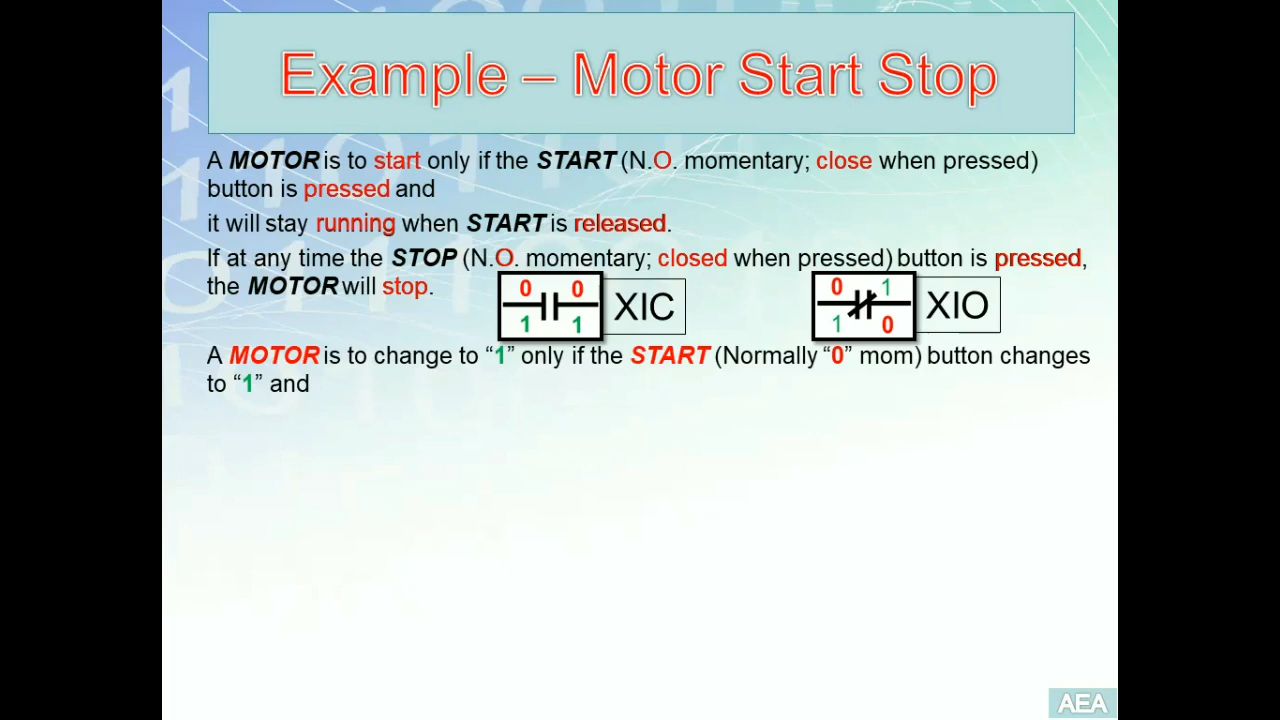 Example – Motor Start Stop
A MOTOR is to start only if the START (N.O. momentary; close when pressed)
button is pressed and
it will stay running when START is released.
If at any time the STOP (N.O. momentary; closed when pressed) button is pressed,
the MOTOR will stop.
0 0 XIC 0 1 XIO
1 1 1 0
A MOTOR is to change to “1” only if the START (Normally “0” mom) button changes
to “1” and
AEA